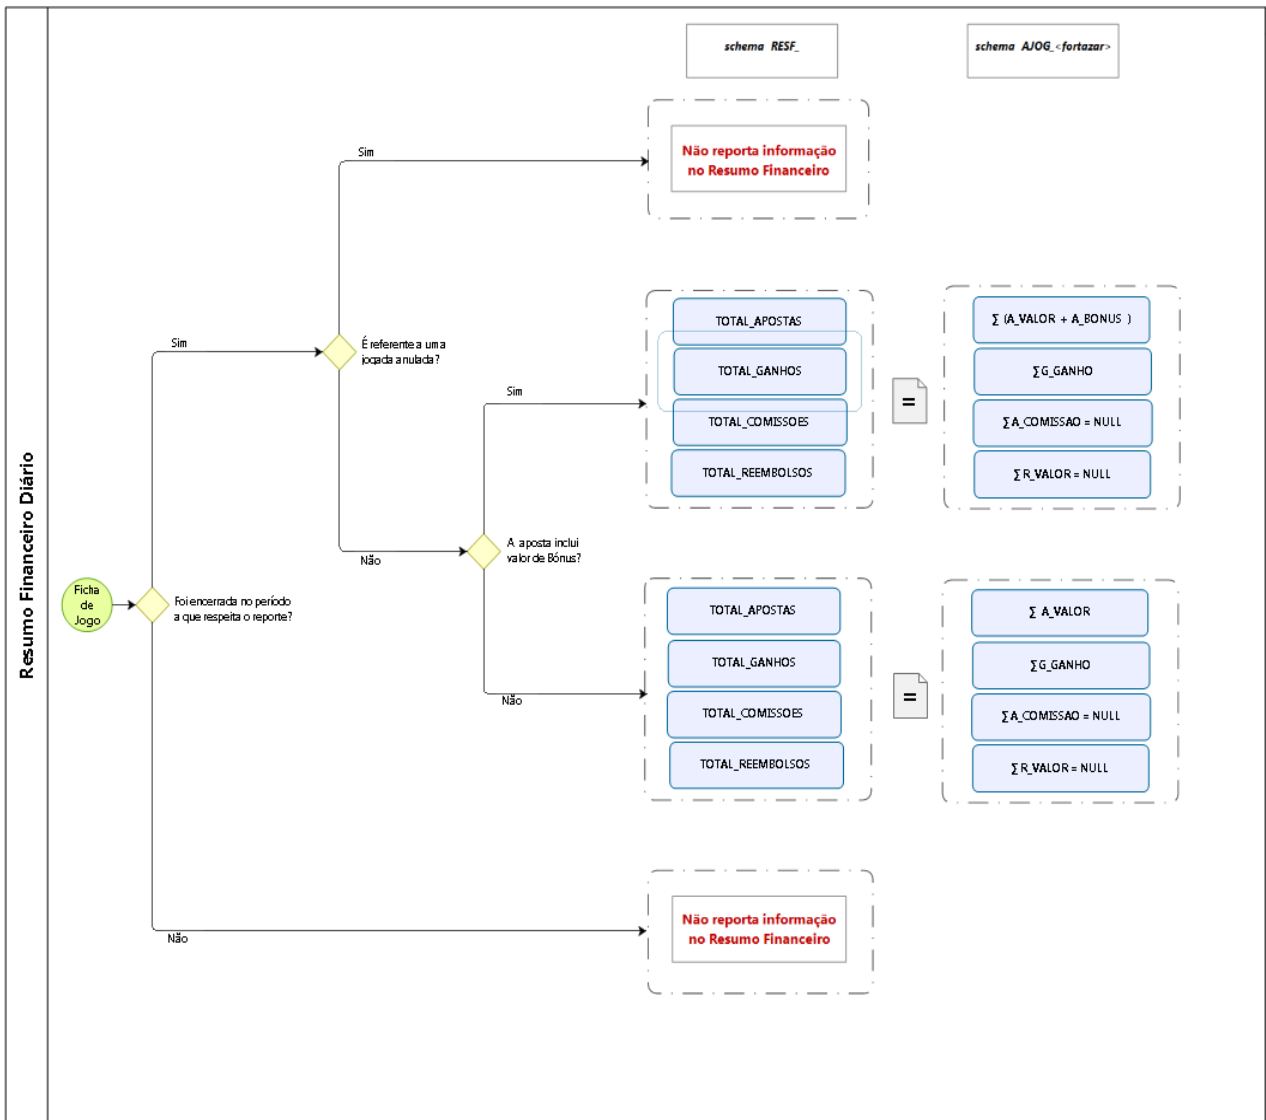 Resumo Financeiro Diário
schema RESF_
schema AJOG_<fortazar>
Sim
Não reporta informação
no Resumo Financeiro
Sim
É referente a uma
jogada anulada?
TOTAL_APOSTAS
TOTAL_GANHOS
TOTAL_COMISSOES
TOTAL_REEMBOLSOS
=
∑ (A_VALOR + A_BONUS )
∑G_GANHO
∑A_COMISSAO = NULL
∑R_VALOR = NULL
Sim
Não
A aposta inclui
valor de Bónus?
Ficha
de
Jogo
Foi encerrada no período
a que respeita o reporte?
Não
TOTAL_APOSTAS
TOTAL_GANHOS
TOTAL_COMISSOES
TOTAL_REEMBOLSOS
=
∑ A_VALOR
∑G_GANHO
∑A_COMISSAO = NULL
∑R_VALOR = NULL
Não
Não reporta informação
no Resumo Financeiro